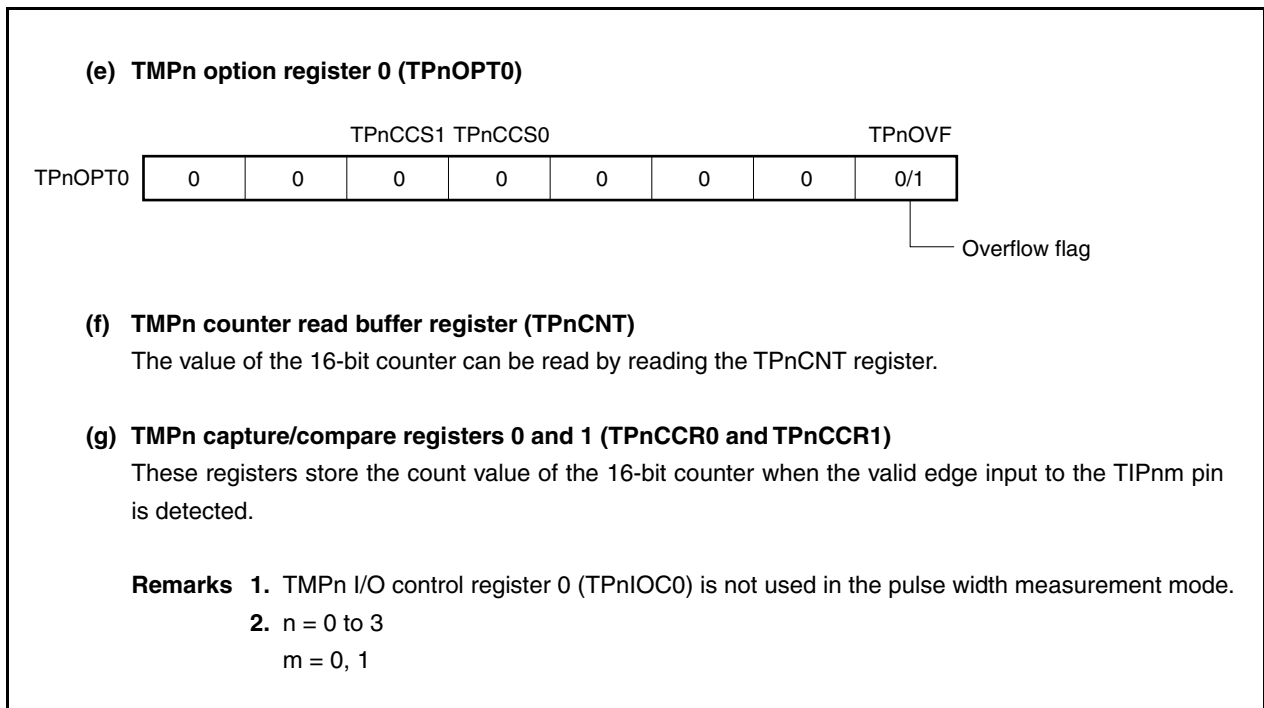 (e) TMPn option register 0 (TPnOPT0)
TPnCCS1 TPnCCS0 TPnOVF
TPnOPT0 0 0 0 0 0 0 0 0/1
Overflow flag
(f) TMPn counter read buffer register (TPnCNT)
The value of the 16-bit counter can be read by reading the TPnCNT register.
(g) TMPn capture/compare registers 0 and 1 (TPnCCR0 and TPnCCR1)
These registers store the count value of the 16-bit counter when the valid edge input to the TIPnm pin
is detected.
Remarks 1. TMPn I/O control register 0 (TPnIOC0) is not used in the pulse width measurement mode.
2. n = 0 to 3
m = 0, 1